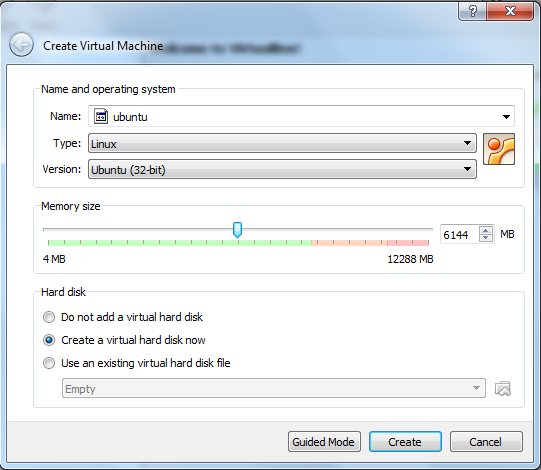 Create Virtual Machine
Name and operating system
Name: ubuntu
Type: Linux
Version: Ubuntu (32-bit)
Memory size
6144 MB
4 MB 12288 MB
Hard disk
Do not add a virtual hard disk
Create a virtual hard disk now
Use an existing virtual hard disk file
Empty
Guided Mode Create Cancel